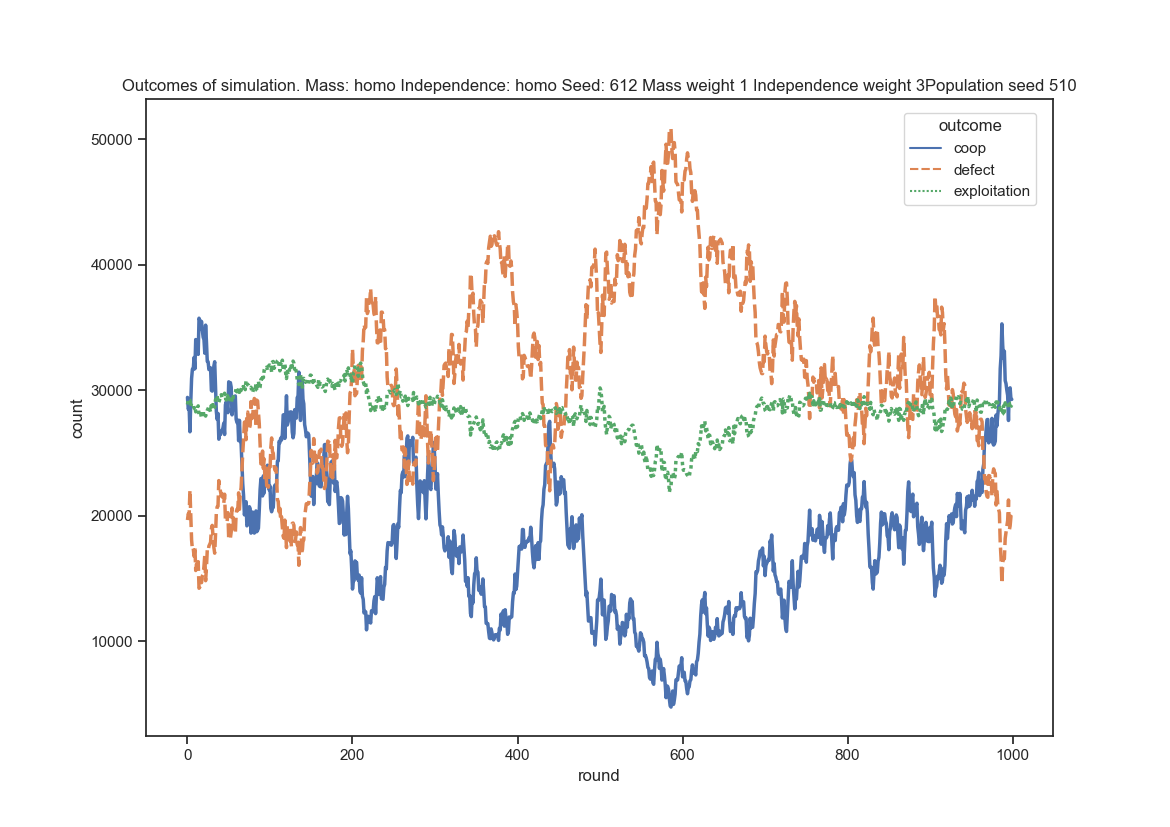 Outcomes of simulation. Mass: homo Independence: homo Seed: 612 Mass weight 1 Independence weight 3Population seed 510
outcome
coop
defect
exploitation
count
50000
40000
30000
20000
10000
0
200
400
600
800
1000
round